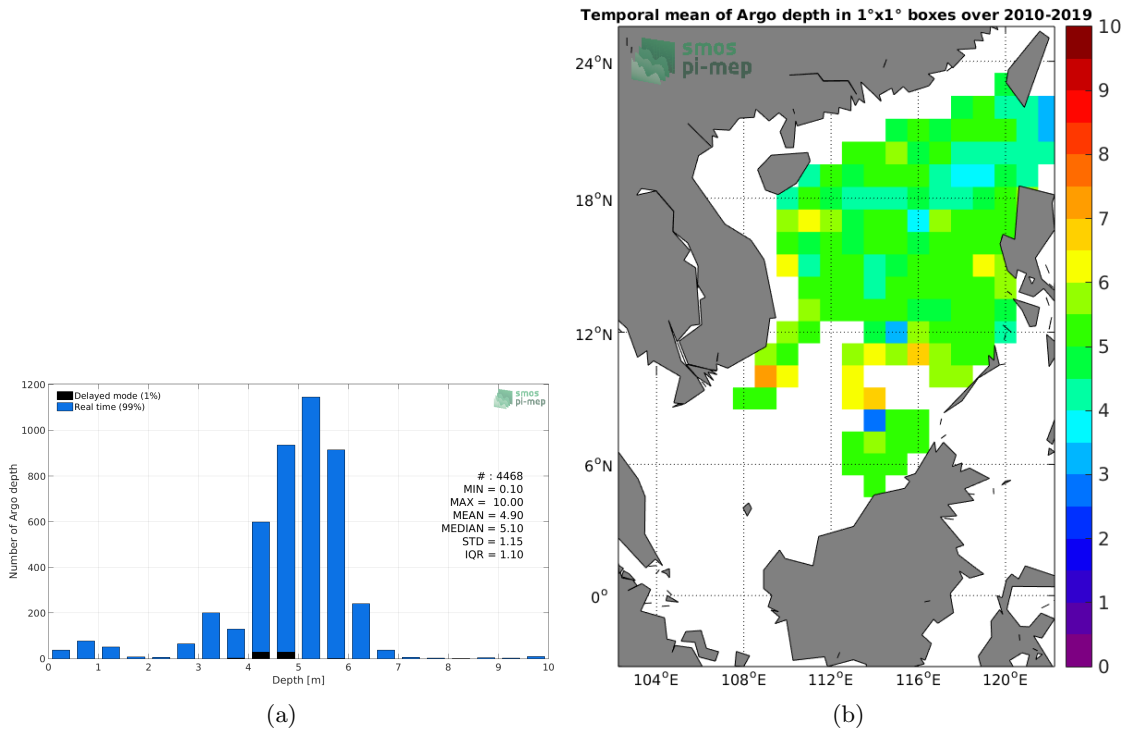 Temporal mean of Argo depth in 1°x1° boxes over 2010-2019
smos
pi-mep
24°N
18°N
12°N
6°N
0°
104°E
108°E
112°E
116°E
120°E
10
9
8
7
6
5
4
3
2
1
0
1200
1000
800
600
400
200
0
Number of Argo depth
Delayed mode (1%)
Real time (99%)
smos
pi-mep
# : 4468
MIN = 0.10
MAX = 10.00
MEAN = 4.90
MEDIAN = 5.10
STD = 1.15
IQR = 1.10
0 1 2 3 4 5 6 7 8 9 10
Depth [m]
(a)
(b)